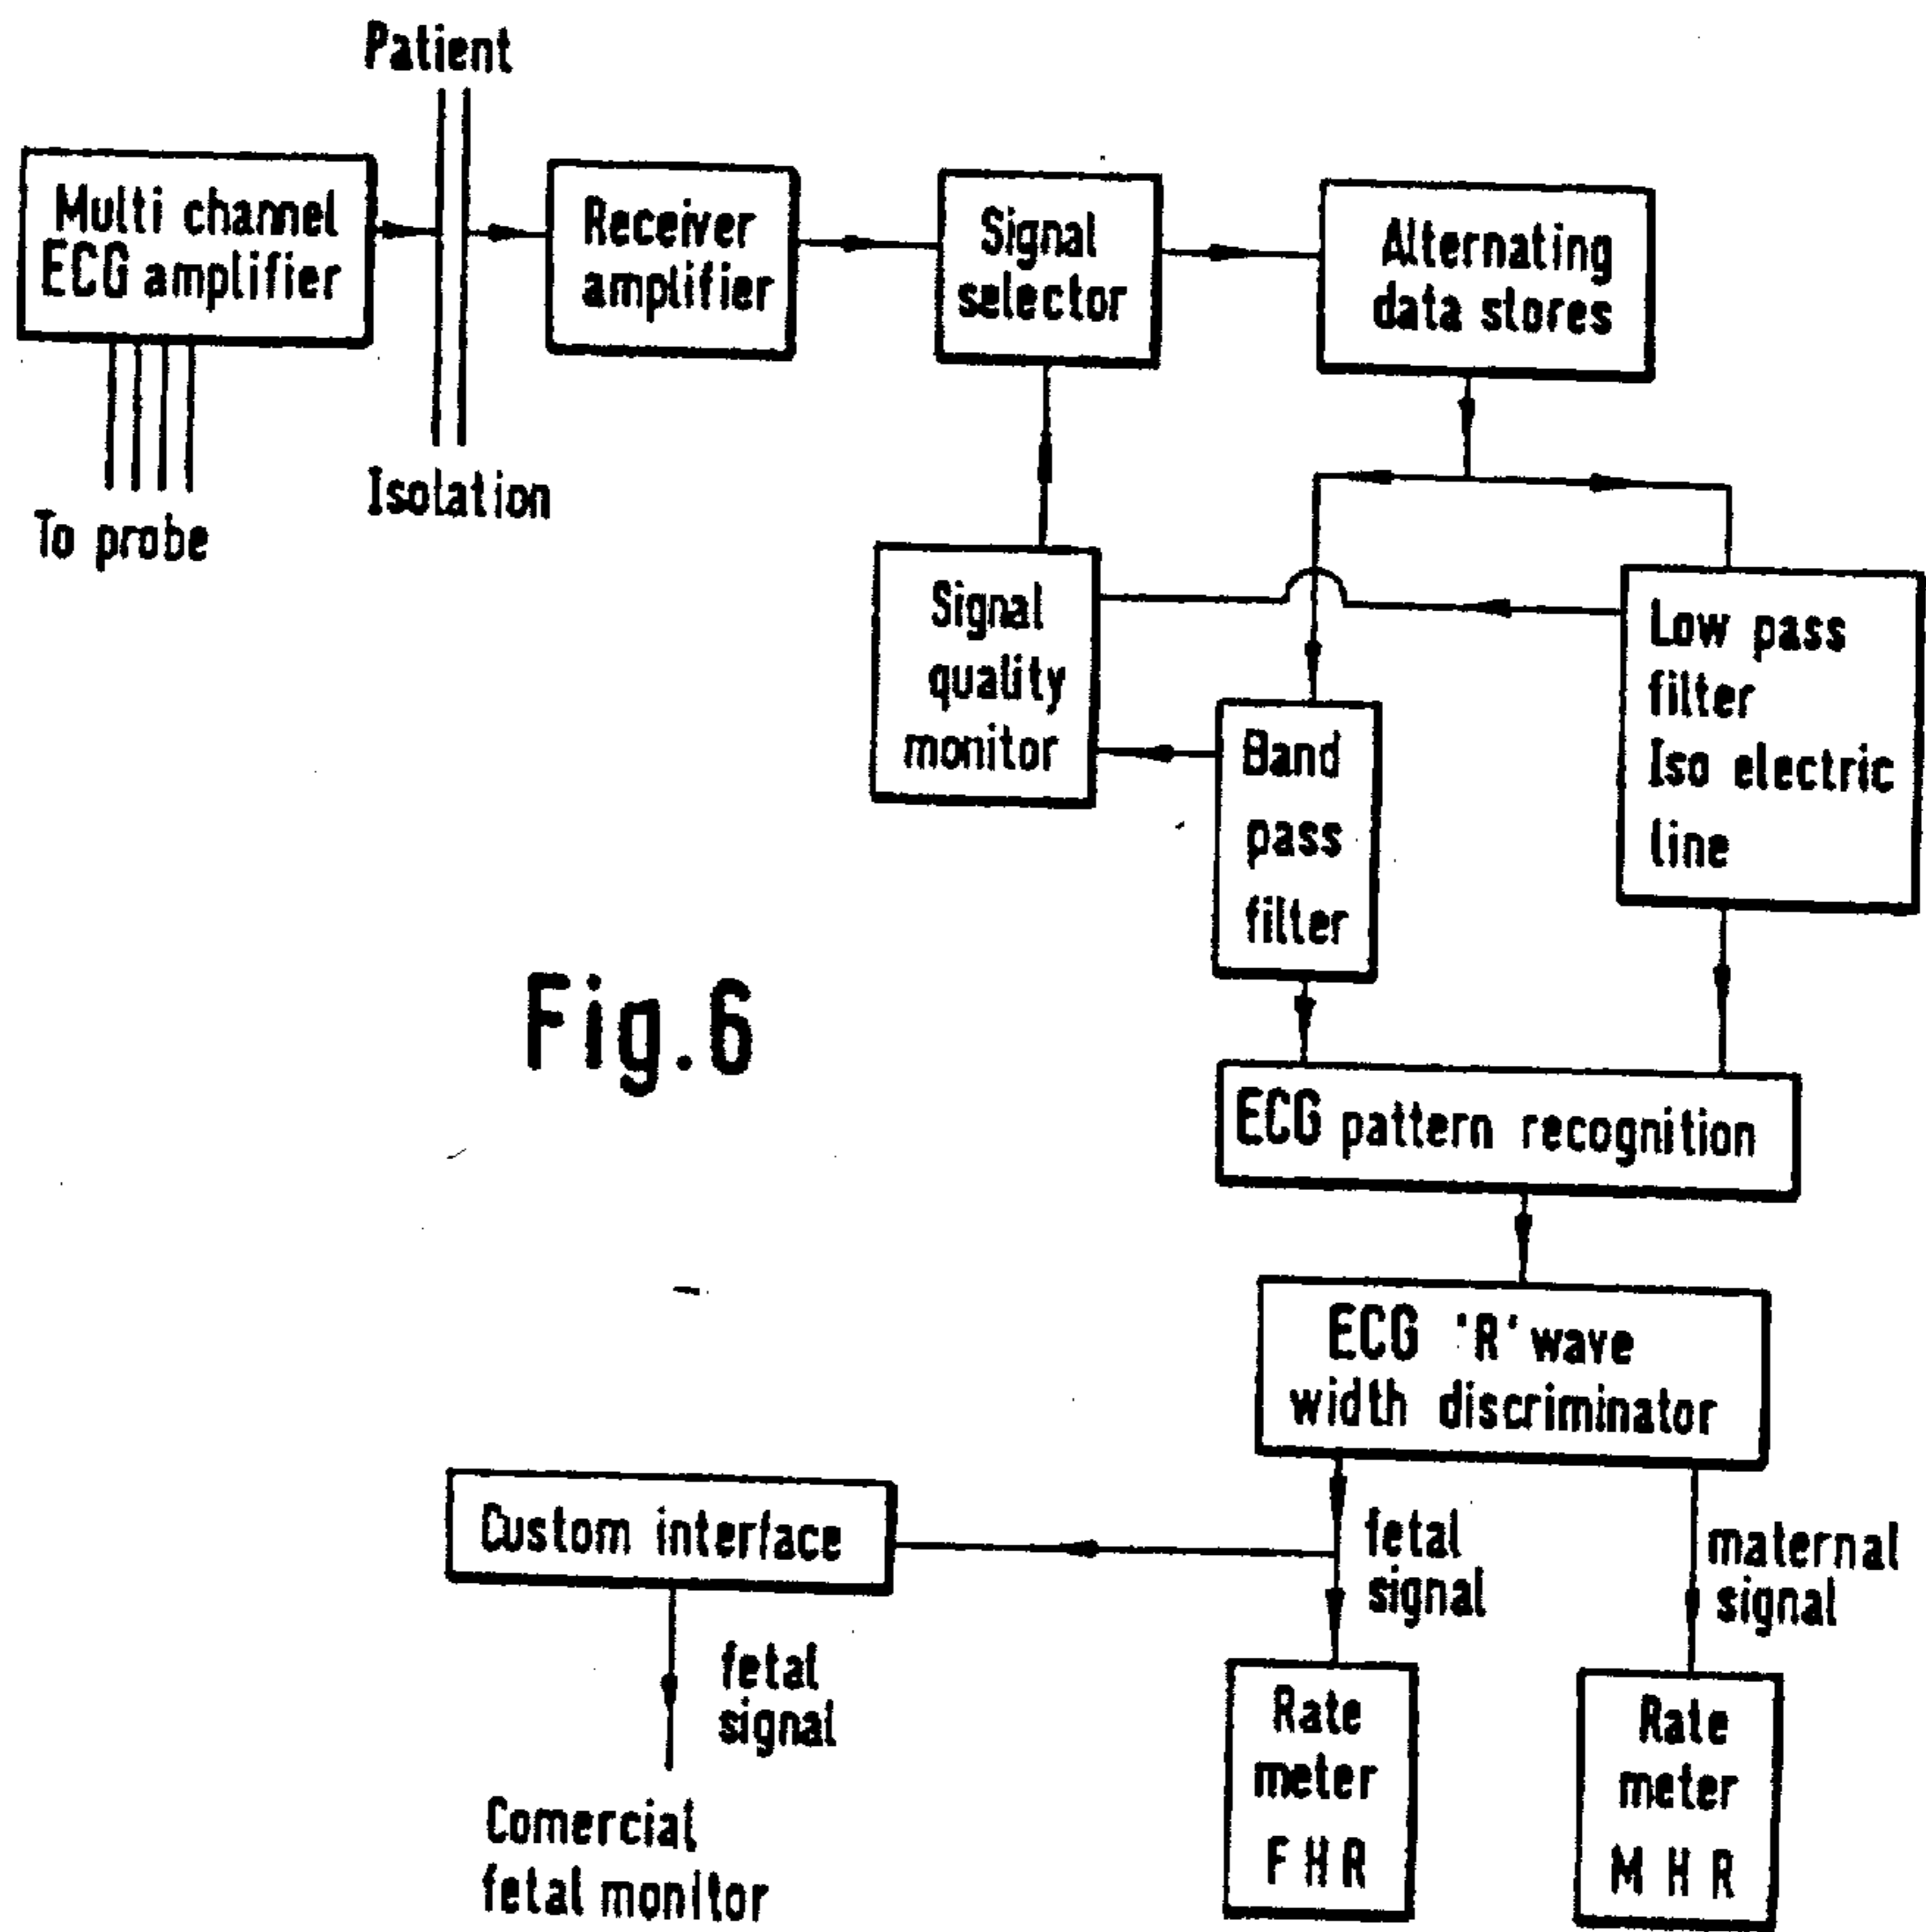 Patient
Multi channel
ECG amplifier
Receiver
amplifier
Signal
selector
Alternating
data stores
To probe
Isolation
Signal
quality
monitor
Band
pass
filter
Low pass
filter
Iso electric
line
Fig.6
ECG pattern recognition
ECG 'R' wave
width discriminator
Custom interface
fetal
signal
maternal
signal
fetal
signal
Rate
meter
F H R
Rate
meter
M H R
Comercial
fetal monitor